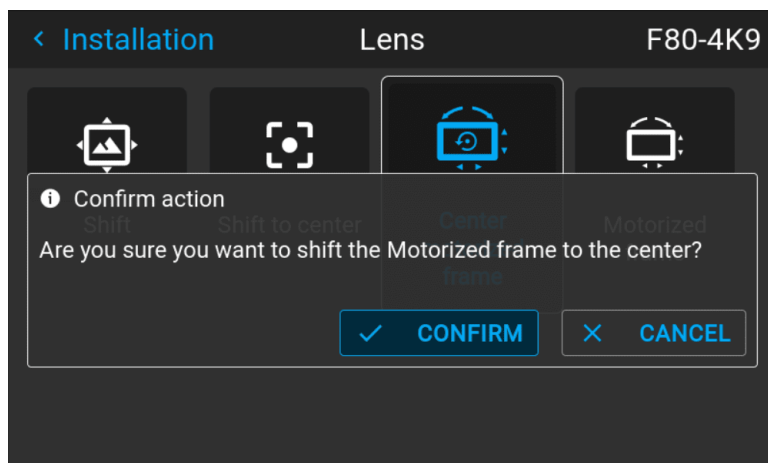 Installation
Lens
F80-4K9
Confirm action
Shift
Shift to center
Center
Motorized
Are you sure you want to shift the Motorized frame to the center?
frame
CONFIRM
CANCEL